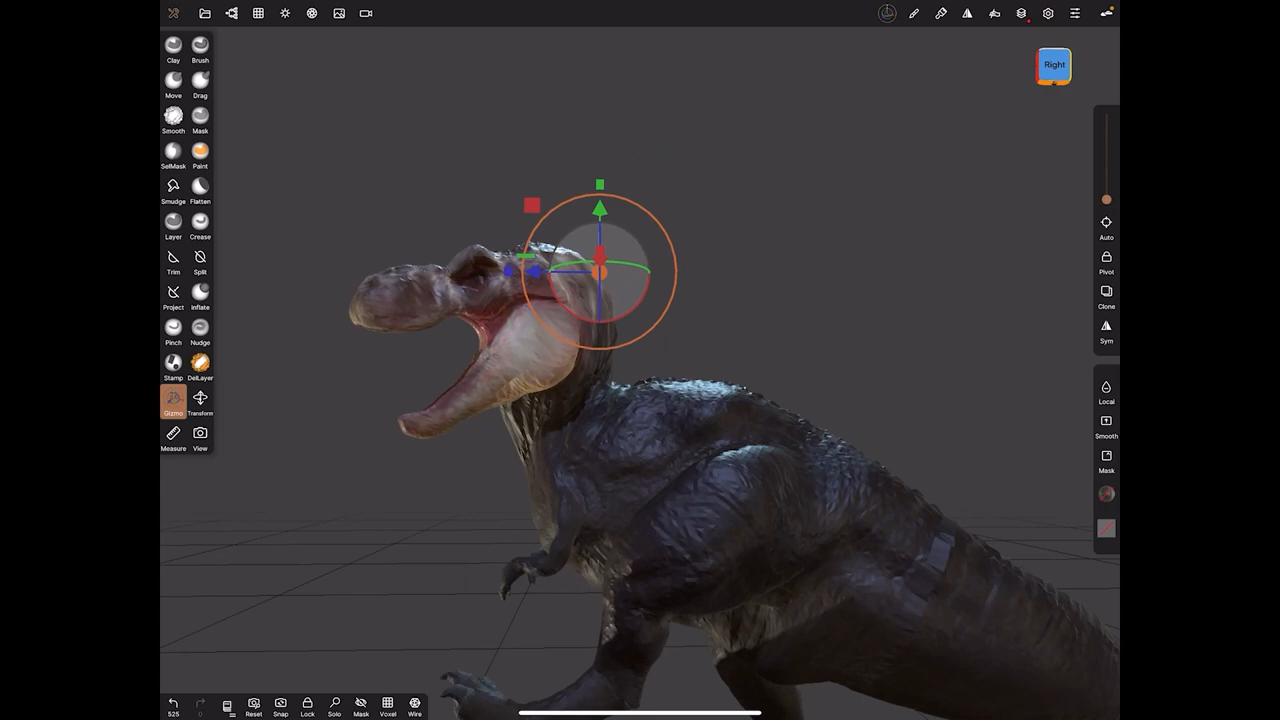 Right
Clay Brush
Move Drag
Smooth Mask
SelMask Paint
Smudge Flatten
Layer Crease
Trim Split
Project Inflate
Pinch Nudge
Stamp DelLayer
Gizmo Transform
Measure View
Auto
Pivot
Clone
Sym
Local
Smooth
Mask
525 0 Reset Snap Lock Solo Mask Voxel Wire